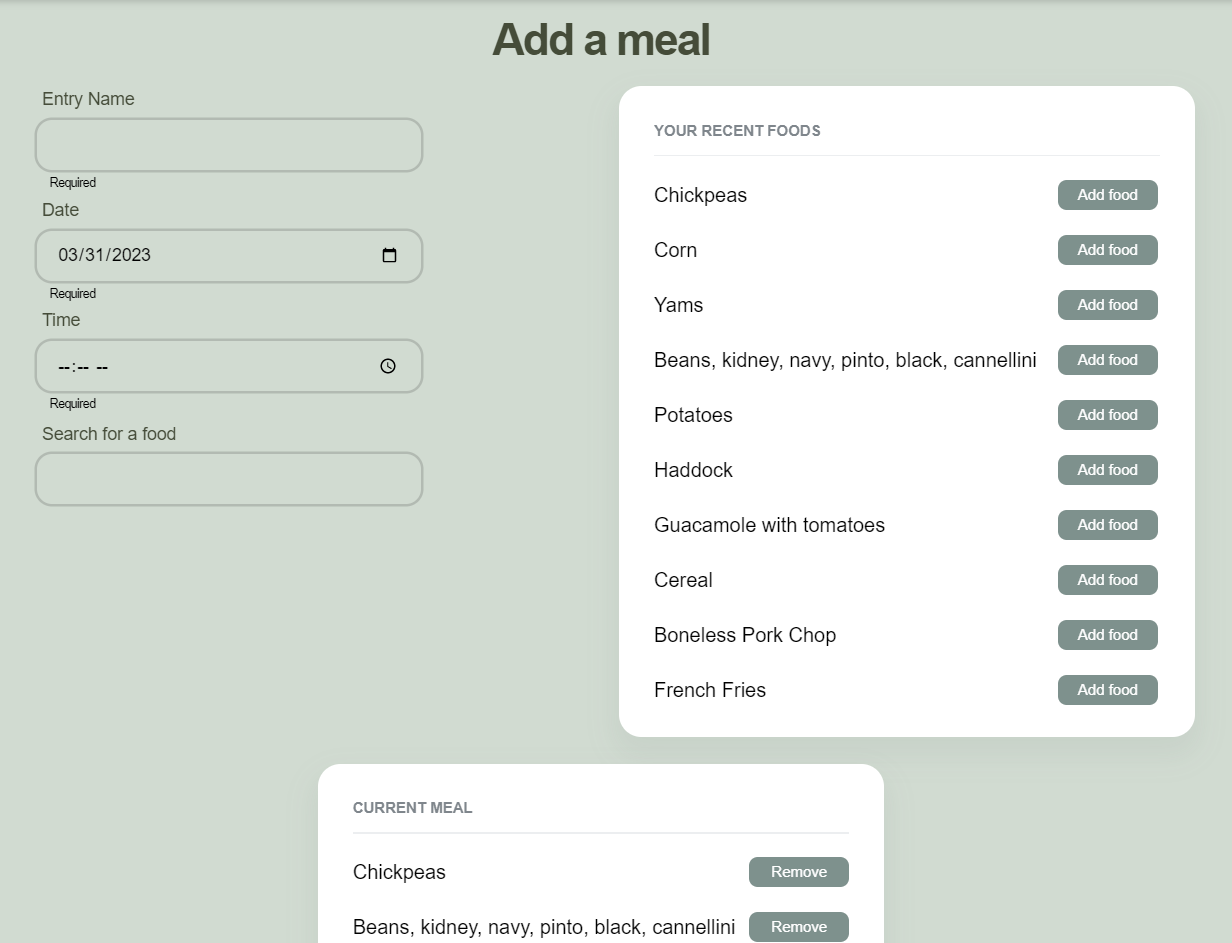 Add a meal
Entry Name
Required
Date
03/31/2023
Required
Time
--:-- --
Required
Search for a food
YOUR RECENT FOODS
Chickpeas Add food
Corn Add food
Yams Add food
Beans, kidney, navy, pinto, black, cannellini Add food
Potatoes Add food
Haddock Add food
Guacamole with tomatoes Add food
Cereal Add food
Boneless Pork Chop Add food
French Fries Add food
CURRENT MEAL
Chickpeas Remove
Beans, kidney, navy, pinto, black, cannellini Remove